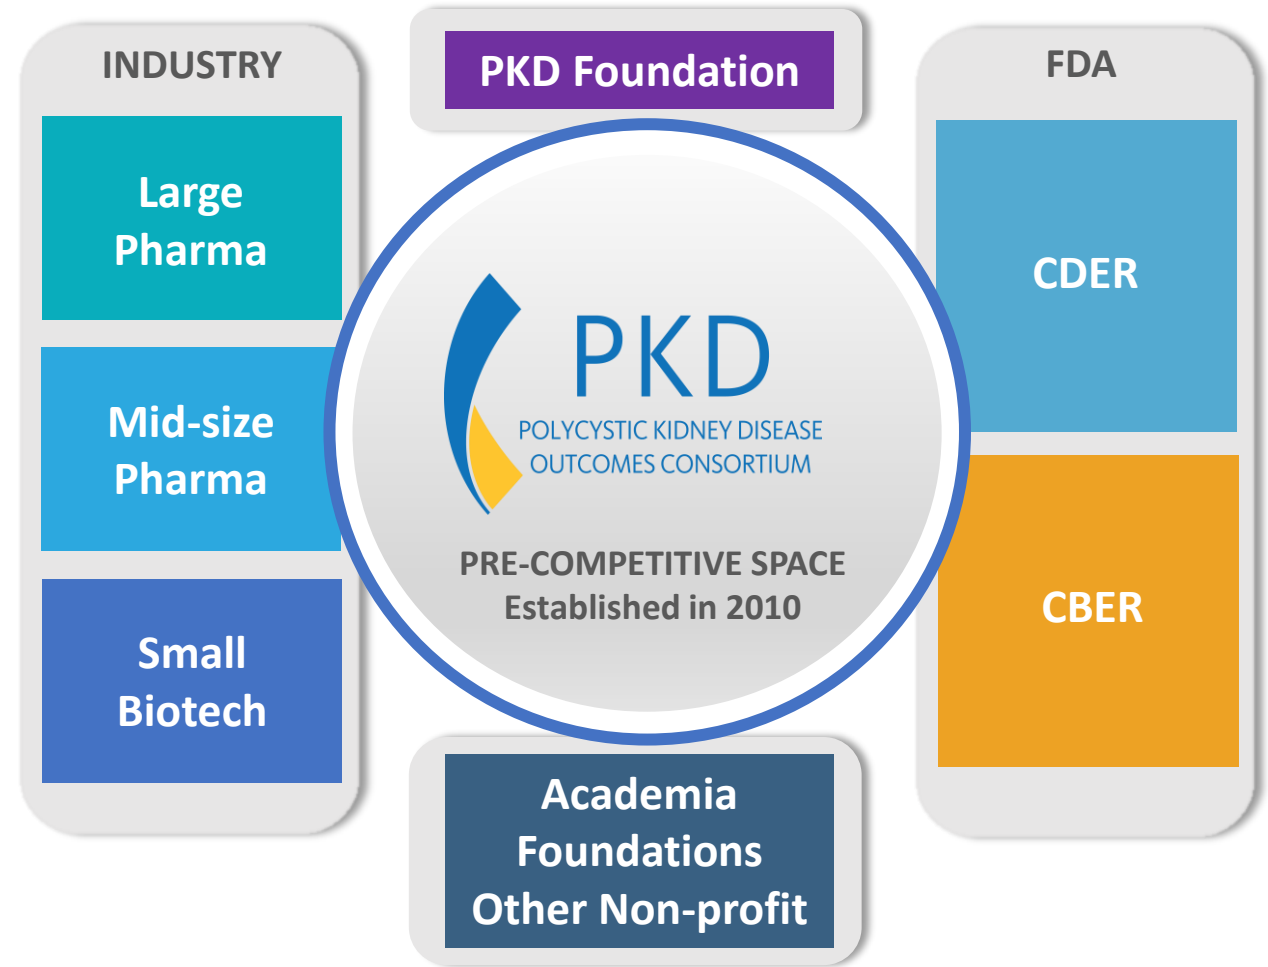 INDUSTRY
Large
Pharma
Mid-size
Pharma
Small
Biotech
PKD Foundation
PKD
POLYCYSTIC KIDNEY DISEASE
OUTCOMES CONSORTIUM
PRE-COMPETITIVE SPACE
Established in 2010
Academia
Foundations
Other Non-profit
FDA
CDER
CBER